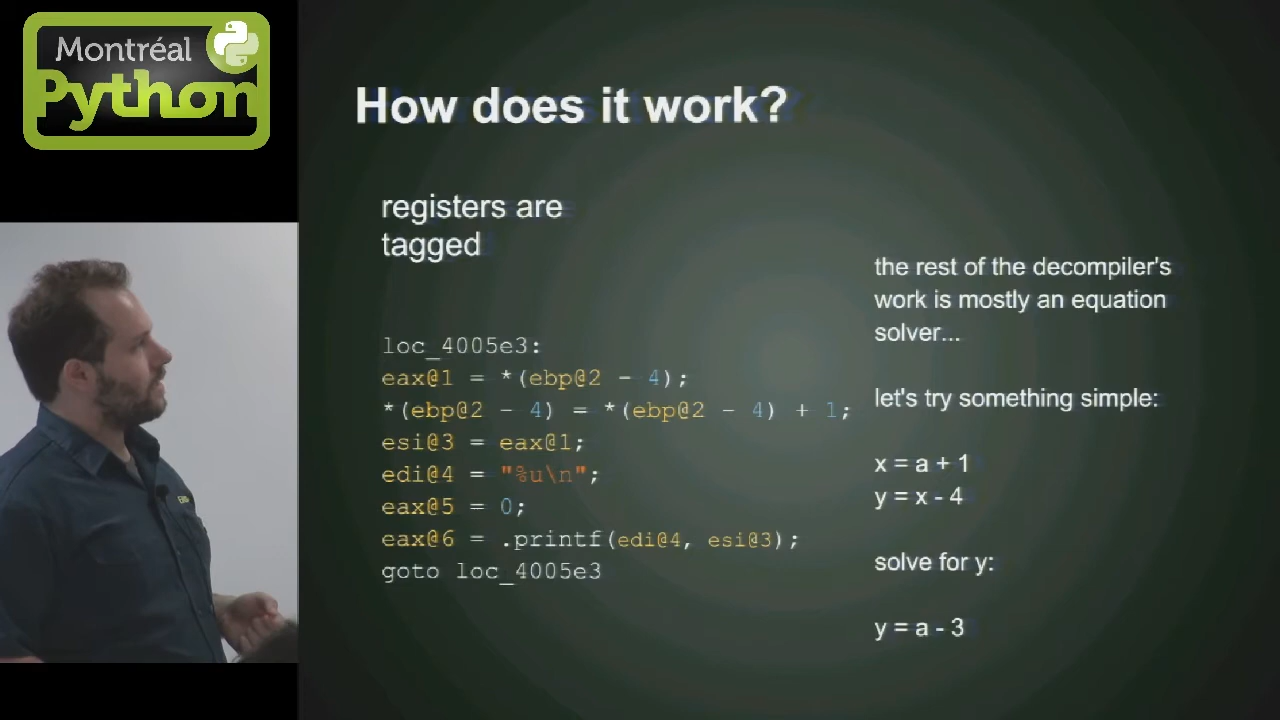 Montréal
Python
How does it work?
registers are
tagged
loc_4005e3:
eax@1 = *(ebp@2 - 4);
*(ebp@2 - 4) = *(ebp@2 - 4) + 1;
esi@3 = eax@1;
edi@4 = "%u\n";
eax@5 = 0;
eax@6 = .printf(edi@4, esi@3);
goto loc_4005e3
the rest of the decompiler's
work is mostly an equation
solver...
let's try something simple:
x = a + 1
y = x - 4
solve for y:
y = a - 3